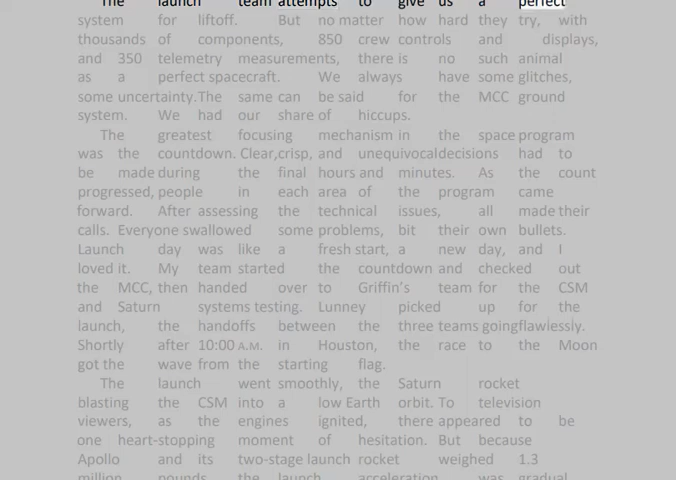 The launch team attempts to give us a perfect
system for liftoff. But no matter how hard they try, with
thousands of components, 850 crew controls and displays,
and 350 telemetry measurements, there is no such animal
as a perfect spacecraft. We always have some glitches,
some uncertainty.The same can be said for the MCC ground
system. We had our share of hiccups.
The greatest focusing mechanism in the space program
was the countdown. Clear,crisp, and unequivocaldecisions had to
be made during the final hours and minutes. As the count
progressed, people in each area of the program came
forward. After assessing the technical issues, all made their
calls. Everyone swallowed some problems, bit their own bullets.
Launch day was like a fresh start, a new day, and I
loved it. My team started the countdown and checked out
the MCC, then handed over to Griffin's team for the CSM
and Saturn systems testing. Lunney picked up for the
launch, the handoffs between the three teams goingflawlessly.
Shortly after 10:00 A.M. in Houston, the race to the Moon
got the wave from the starting flag.
The launch went smoothly, the Saturn rocket
blasting the CSM into a low Earth orbit. To television
viewers, as the engines ignited, there appeared to be
one heart-stopping moment of hesitation. But because
Apollo and its two-stage launch rocket weighed 1.3
million pounds, the launch acceleration was gradual